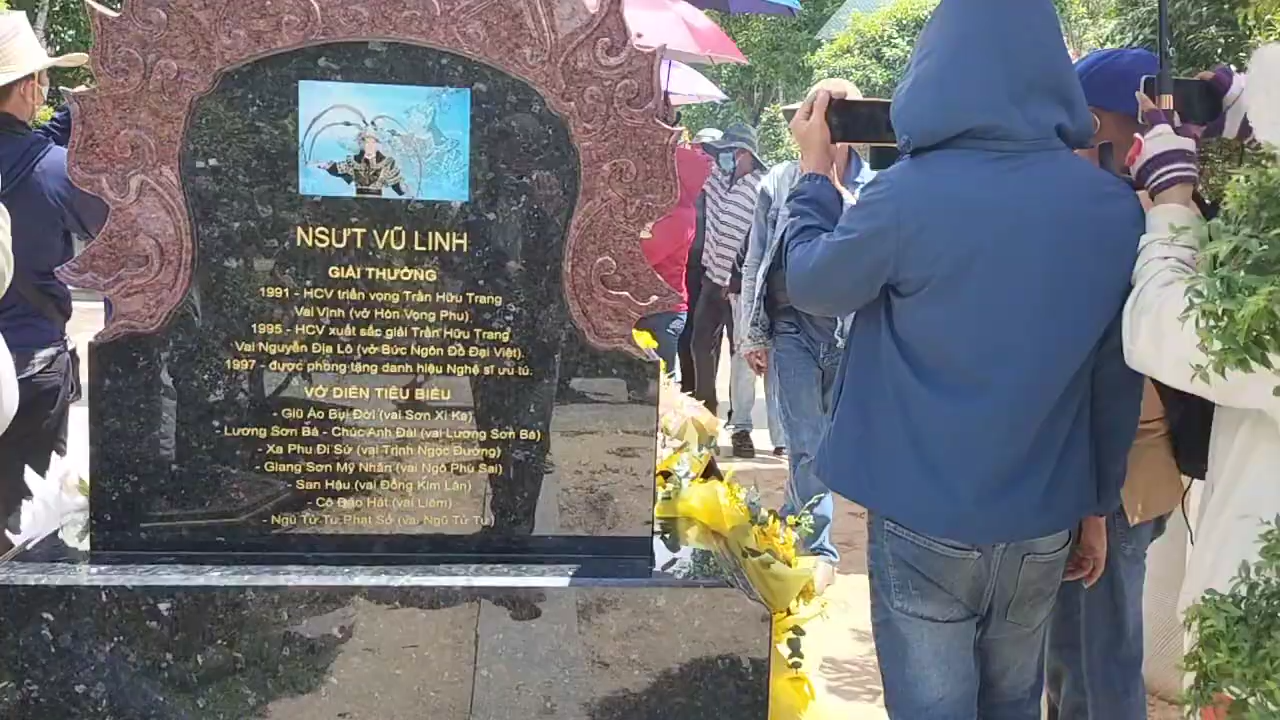 NSƯT VŨ LINH
GIẢI THƯỞNG
1991 - HCV triển vọng Trần Hữu Trang
Vai Vịnh (vở Hòn Vọng Phu)
1995 - HCV xuất sắc giải Trần Hữu Trang
Vai Nguyễn Địa Lô (vở Bức Ngôn Đồ Đại Việt).
1997 - được phong tặng danh hiệu Nghệ sĩ ưu tú.
VỞ DIỄN TIÊU BIỂU
- Giũ Áo Bụi Đời (vai Sơn Xì Ke)
Lương Sơn Bá - Chúc Anh Đài (vai Lương Sơn Bá)
- Xa Phu Đi Sứ (vai Trịnh Ngọc Đường)
- Giang Sơn Mỹ Nhân (vai Ngô Phù Sai)
- San Hậu (vai Đổng Kim Lân)
- Cô Đào Hát (vai Liêm)
- Ngũ Tử Tư Phạt Sở (vai Ngũ Tử Tư)